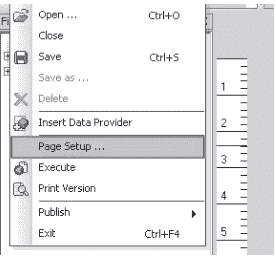 Fi
Open ... Ctrl+O
Close
Save Ctrl+S
Save as ...
Delete
Insert Data Provider
Page Setup ...
Execute
Print Version
Publish
Exit Ctrl+F4
1
2
3
4
5